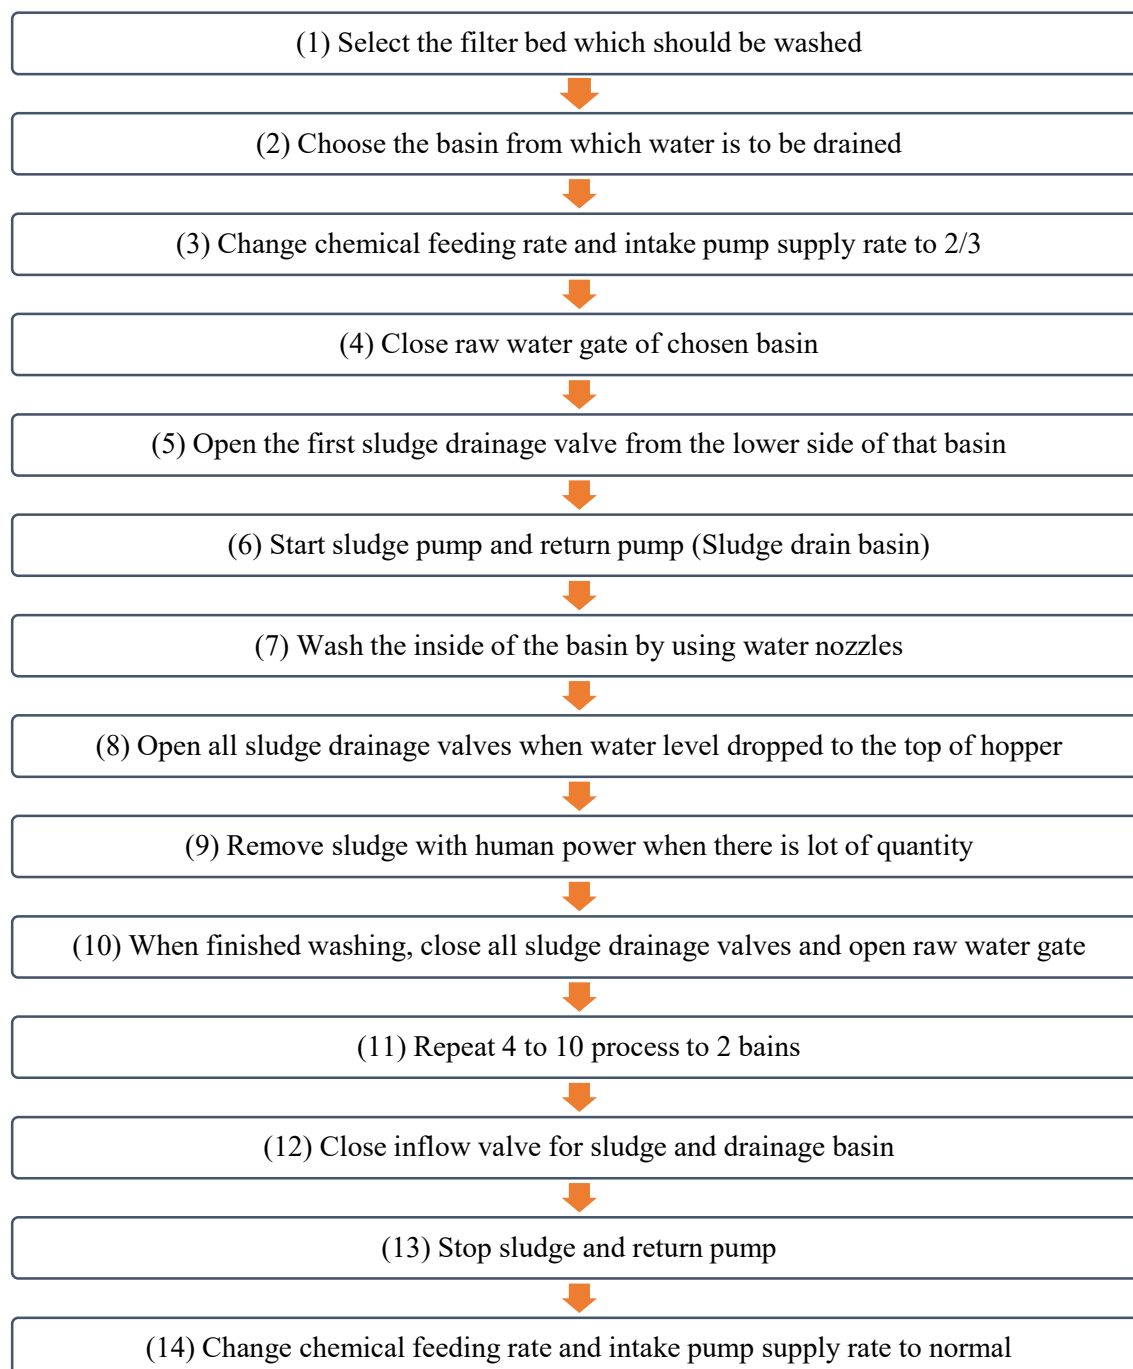 (1) Select the filter bed which should be washed
(2) Choose the basin from which water is to be drained
(3) Change chemical feeding rate and intake pump supply rate to 2/3
(4) Close raw water gate of chosen basin
(5) Open the first sludge drainage valve from the lower side of that basin
(6) Start sludge pump and return pump (Sludge drain basin)
(7) Wash the inside of the basin by using water nozzles
(8) Open all sludge drainage valves when water level dropped to the top of hopper
(9) Remove sludge with human power when there is lot of quantity
(10) When finished washing, close all sludge drainage valves and open raw water gate
(11) Repeat 4 to 10 process to 2 bains
(12) Close inflow valve for sludge and drainage basin
(13) Stop sludge and return pump
(14) Change chemical feeding rate and intake pump supply rate to normal